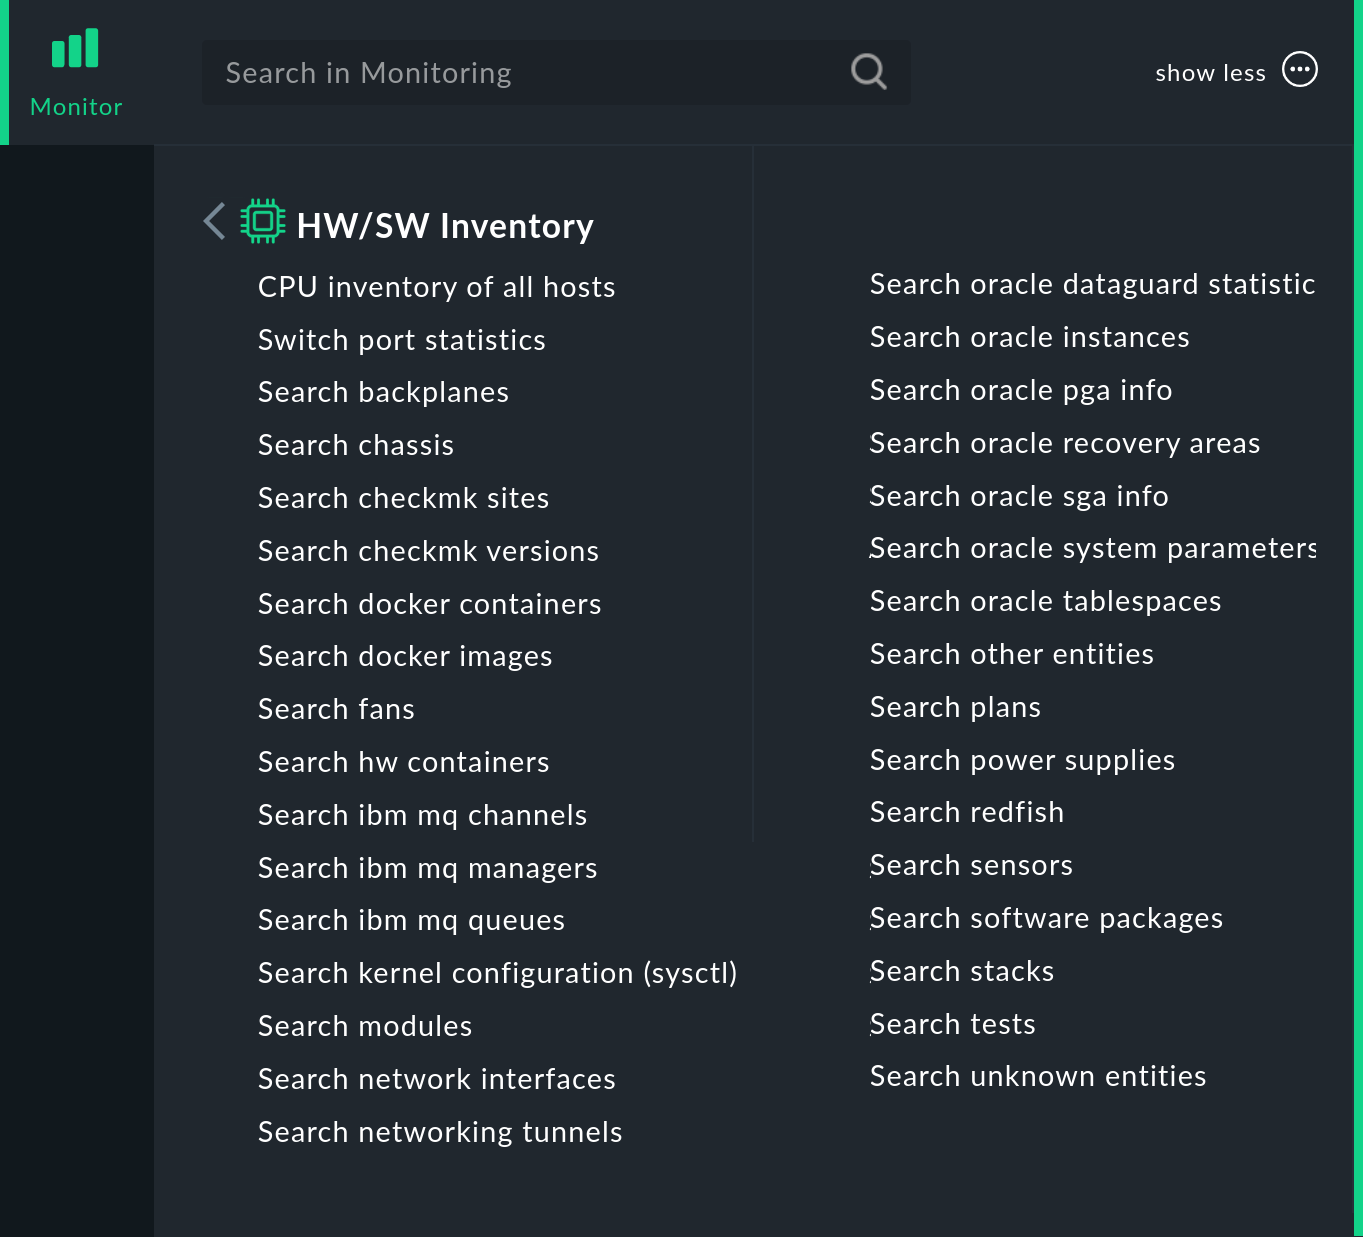 Monitor
Search in Monitoring
show less
HW/SW Inventory
CPU inventory of all hosts
Switch port statistics
Search backplanes
Search chassis
Search checkmk sites
Search checkmk versions
Search docker containers
Search docker images
Search fans
Search hw containers
Search ibm mq channels
Search ibm mq managers
Search ibm mq queues
Search kernel configuration (sysctl)
Search modules
Search network interfaces
Search networking tunnels
Search oracle dataguard statistic
Search oracle instances
Search oracle pga info
Search oracle recovery areas
Search oracle sga info
Search oracle system parameters
Search oracle tablespaces
Search other entities
Search plans
Search power supplies
Search redfish
Search sensors
Search software packages
Search stacks
Search tests
Search unknown entities